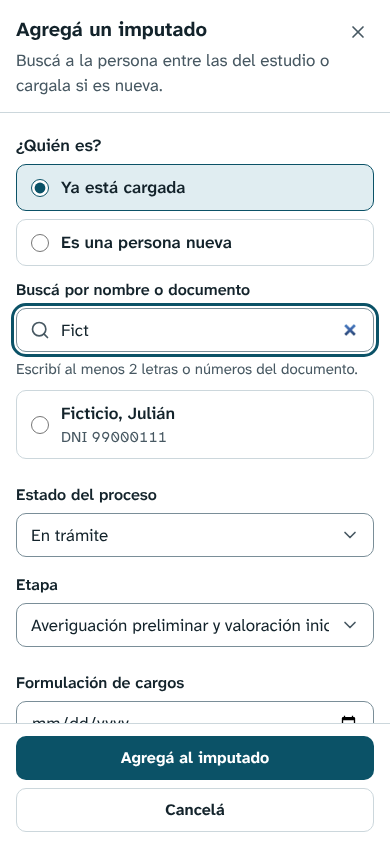 Agregá un imputado
Buscá a la persona entre las del estudio o
cargala si es nueva.
¿Quién es?
Ya está cargada
Es una persona nueva
Buscá por nombre o documento
Fict
Escribí al menos 2 letras o números del documento.
Ficticio, Julián
DNI 99000111
Estado del proceso
En trámite
Etapa
Averiguación preliminar y valoración inic
Formulación de cargos
mm/dd/yyyy
Agregá al imputado
Cancelá